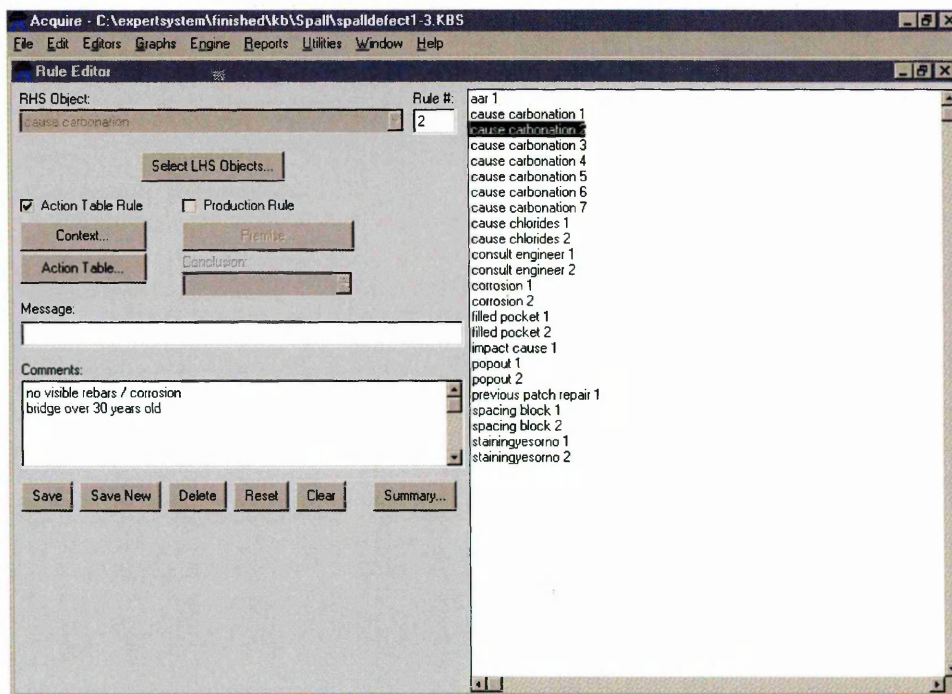 Acquire - C:\expertsystem\finished\kb\Spall\spalldefect1-3.KBS
File Edit Editors Graphs Engine Reports Utilities Window Help
Rule Editor
RHS Object:
Rule #:
cause carbonation
2
Select LHS Objects...
Action Table Rule
Production Rule
Context...
Premise...
Action Table...
Conclusion:
Message:
Comments:
no visible rebars / corrosion
bridge over 30 years old
Save
Save New
Delete
Reset
Clear
Summary...
aar 1
cause carbonation 1
cause carbonation 2
cause carbonation 3
cause carbonation 4
cause carbonation 5
cause carbonation 6
cause carbonation 7
cause chlorides 1
cause chlorides 2
consult engineer 1
consult engineer 2
corrosion 1
corrosion 2
filled pocket 1
filled pocket 2
impact cause 1
popout 1
popout 2
previous patch repair 1
spacing block 1
spacing block 2
stainingyesorno 1
stainingyesorno 2